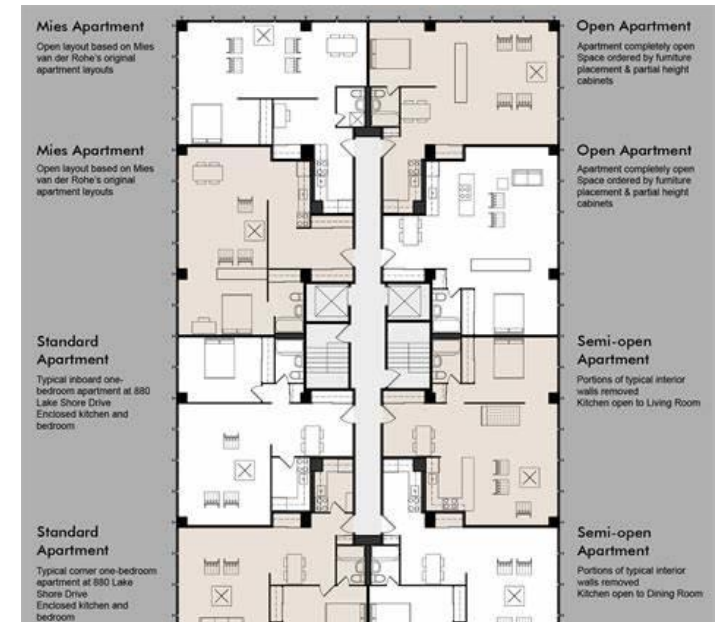 Mies Apartment
Open layout based on Mies
van der Rohe's original
apartment layouts
Open Apartment
Apartment completely open
Space ordered by furniture
placement & partial height
cabinets
Mies Apartment
Open layout based on Mies
van der Rohe's original
apartment layouts
Open Apartment
Apartment completely open
Space ordered by furniture
placement & partial height
cabinets
Standard
Apartment
Typical inboard one-
bedroom apartment at 880
Lake Shore Drive
Enclosed kitchen and
bedroom
Semi-open
Apartment
Portions of typical interior
walls removed
Kitchen open to Living Room
Standard
Apartment
Typical corner one-bedroom
apartment at 880 Lake
Shore Drive
Enclosed kitchen and
bedroom
Semi-open
Apartment
Portions of typical interior
walls removed
Kitchen open to Dining Room